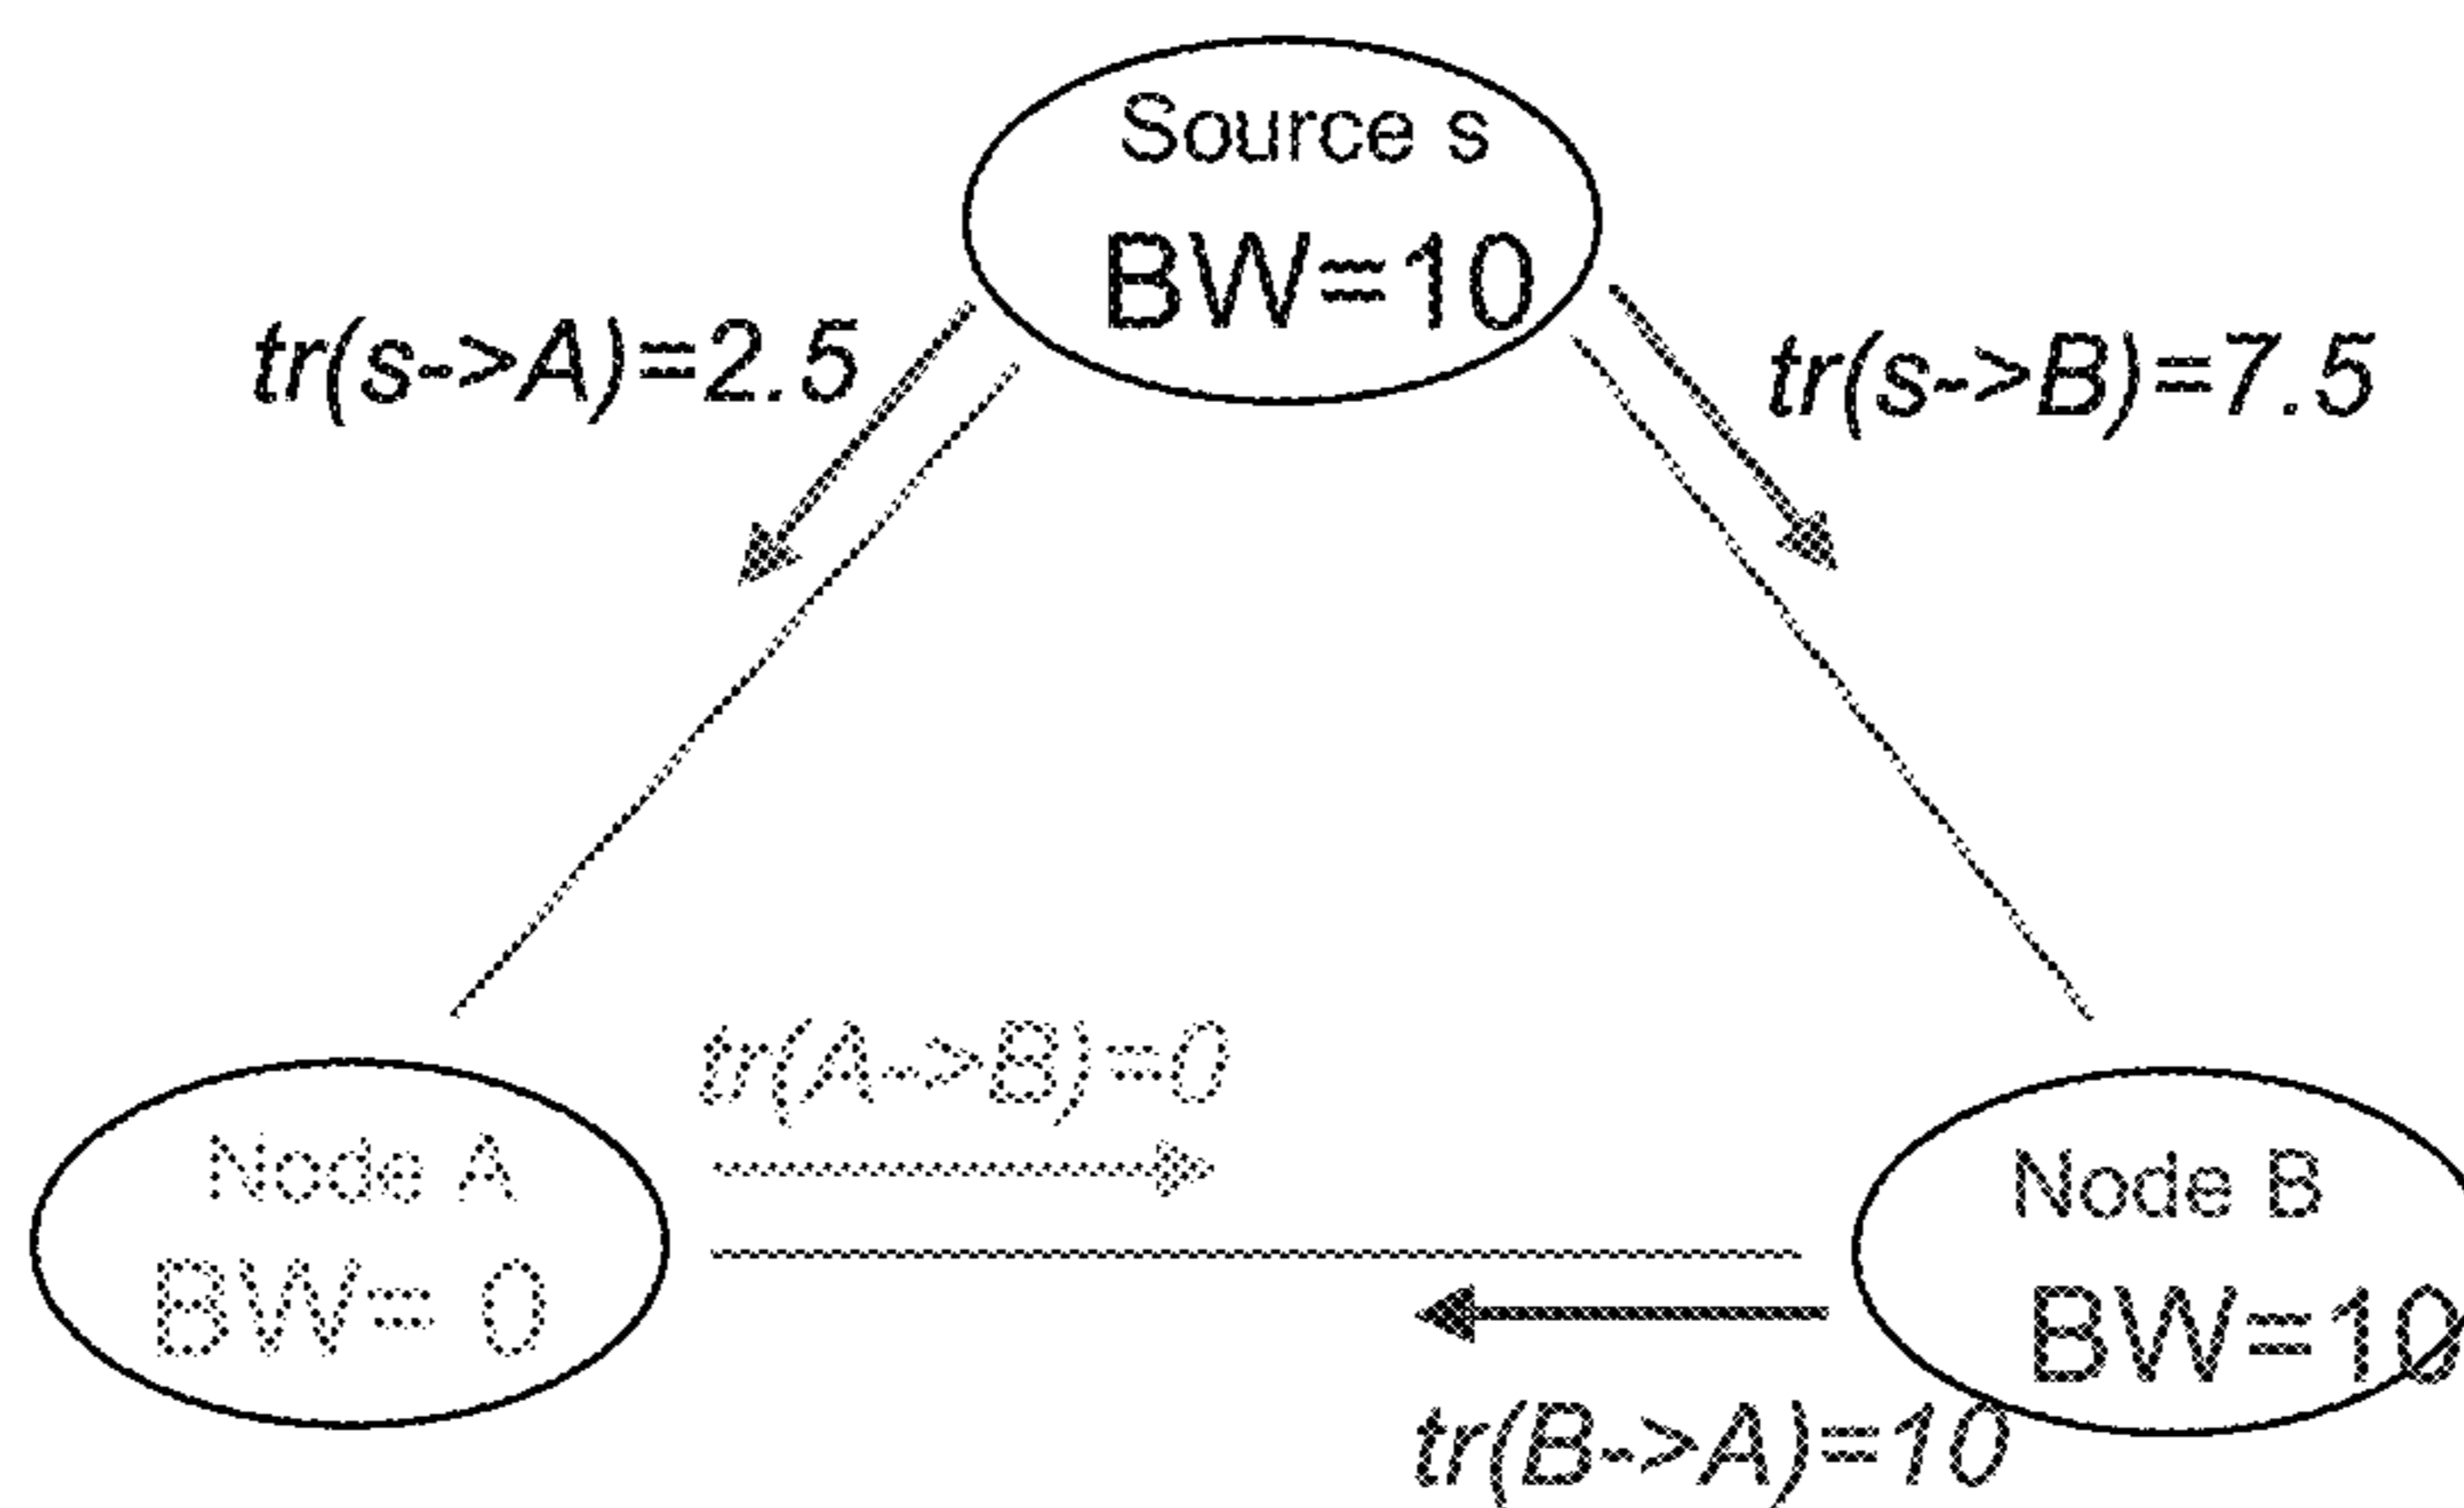 Source s
BW=10
tr(s->A)=2.5
tr(s->B)=7.5
tr(A->B)=0
Node A
BW= 0
Node B
BW=10
tr(B->A)=10